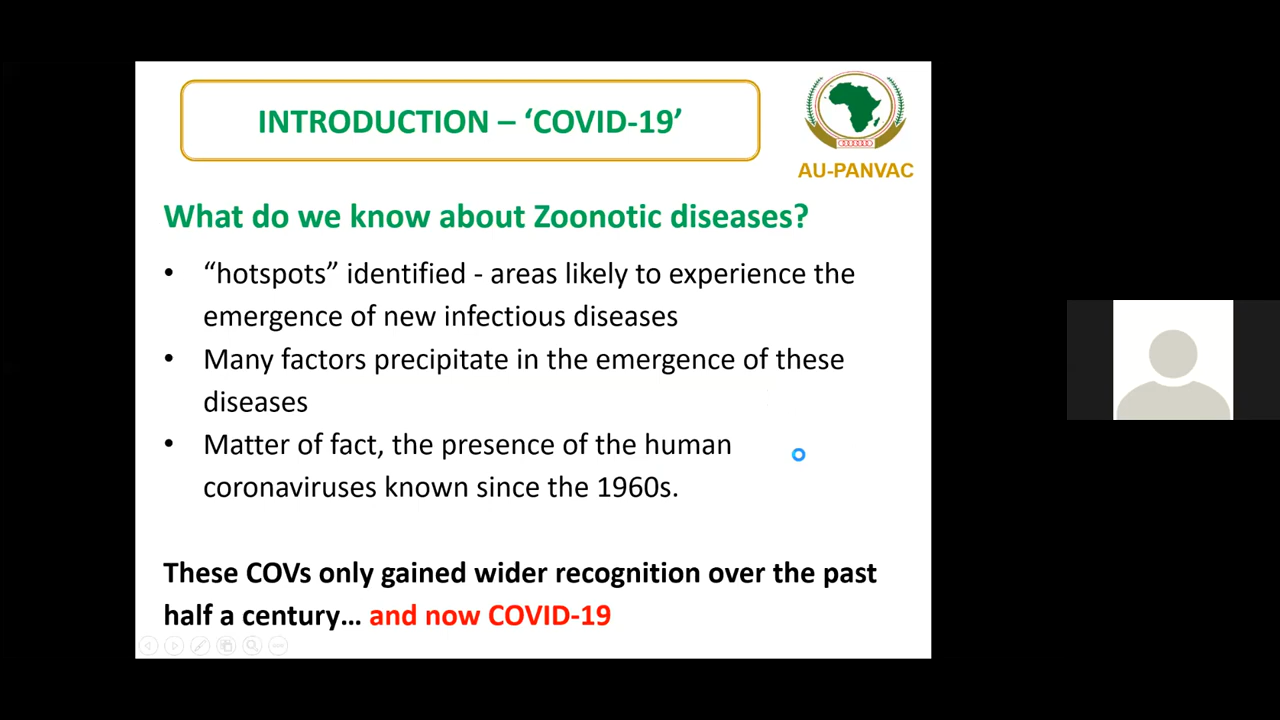 INTRODUCTION – ‘COVID-19’
AU-PANVAC
What do we know about Zoonotic diseases?
• “hotspots” identified - areas likely to experience the
emergence of new infectious diseases
• Many factors precipitate in the emergence of these
diseases
• Matter of fact, the presence of the human
coronaviruses known since the 1960s.
These COVs only gained wider recognition over the past
half a century... and now COVID-19